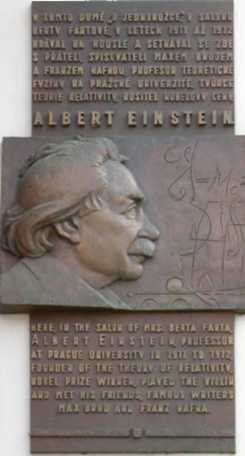 V TOMTO DOMĚ „U JEDNOROŽCE“ V SALONU
BERTY FANTOVÉ V LETECH 1911 AŽ 1912
HRÁVAL NA HOUSLE A SETKÁVAL SE ZDE
S PŘÁTELI, SPISOVATELI MAXEM BRODEM
A FRANZEM KAFKOU PROFESOR TEORETICKÉ
FYZIKY NA PRAŽSKÉ UNIVERZITĚ, TVŮRCE
TEORIE RELATIVITY, NOSITEL NOBELOVY CENY
ALBERT EINSTEIN
HERE, IN THE SALON OF MRS. BERTA FANTA,
ALBERT EINSTEIN, PROFESSOR
AT PRAGUE UNIVERSITY IN 1911 TO 1912,
FOUNDER OF THE THEORY OF RELATIVITY,
NOBEL PRIZE WINNER, PLAYED THE VIOLIN
AND MET HIS FRIENDS, FAMOUS WRITERS
MAX BROD AND FRANZ KAFKA.